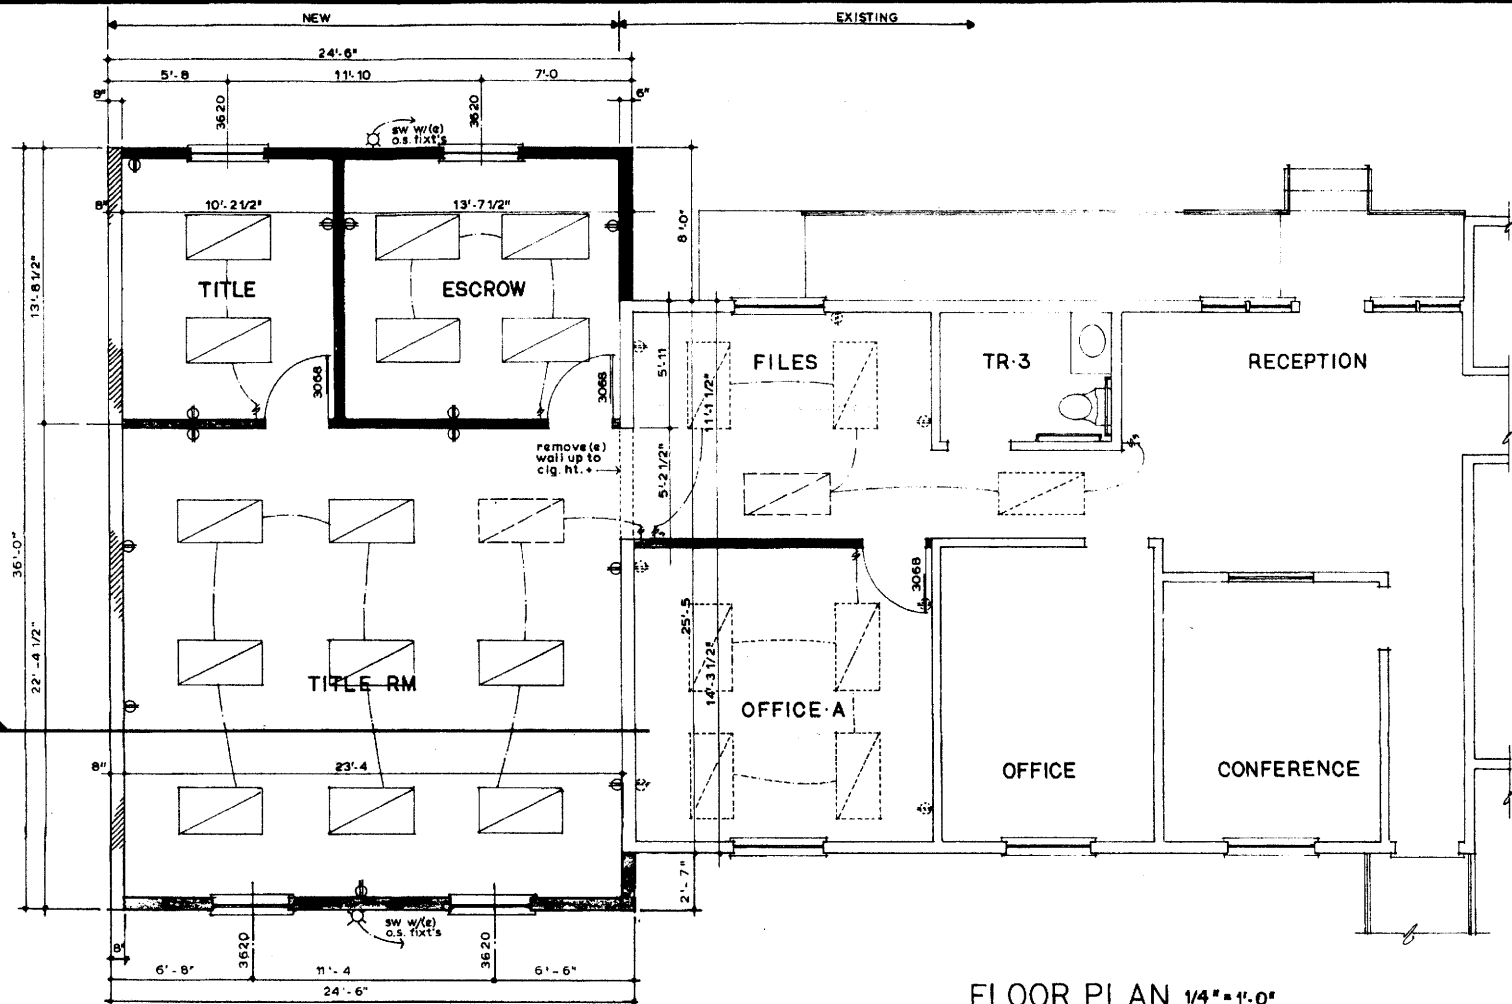 NEW
EXISTING
24'-6"
5'-8
11'-10
7'-0
8"
6"
3620
3620
sw w/(e)
o.s. fixt's
8"
10'-2 1/2"
13'-7 1/2"
8'-0"
13'-8 1/2"
TITLE
ESCROW
3068
3068
5'-11
11'-1 1/2"
FILES
TR·3
RECEPTION
remove (e)
wall up to
clg. ht. +
5'-2 1/2"
36'-0"
3068
25'-5
14'-3 1/2"
22'-4 1/2"
TITLE RM
OFFICE·A
8"
23'-4
OFFICE
CONFERENCE
2'-7"
sw w/(e)
o.s. fixt's
3620
3620
8"
6'-8"
11'-4
6'-6"
24'-6"
FLOOR PLAN 1/4"=1'-0"